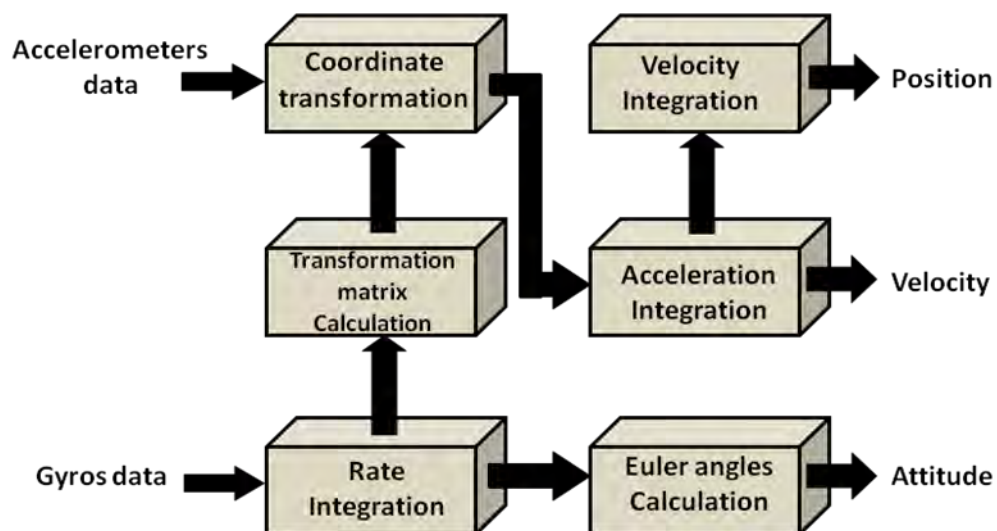 Accelerometers
data
Coordinate
transformation
Velocity
Integration
Position
Transformation
matrix
Calculation
Acceleration
Integration
Velocity
Gyros data
Rate
Integration
Euler angles
Calculation
Attitude